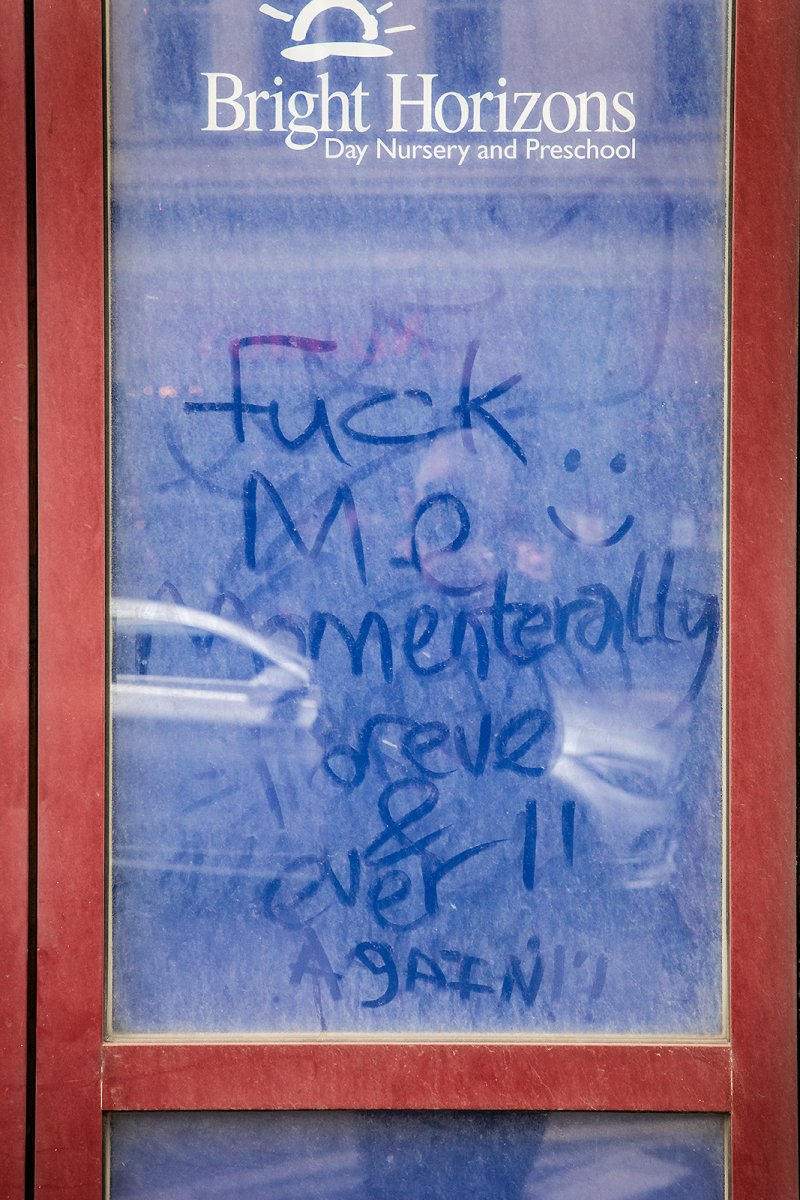 Bright Horizons
Day Nursery and Preschool
fuck
Me
Momenterally
"oreve
&
ever"
AgAIN!!